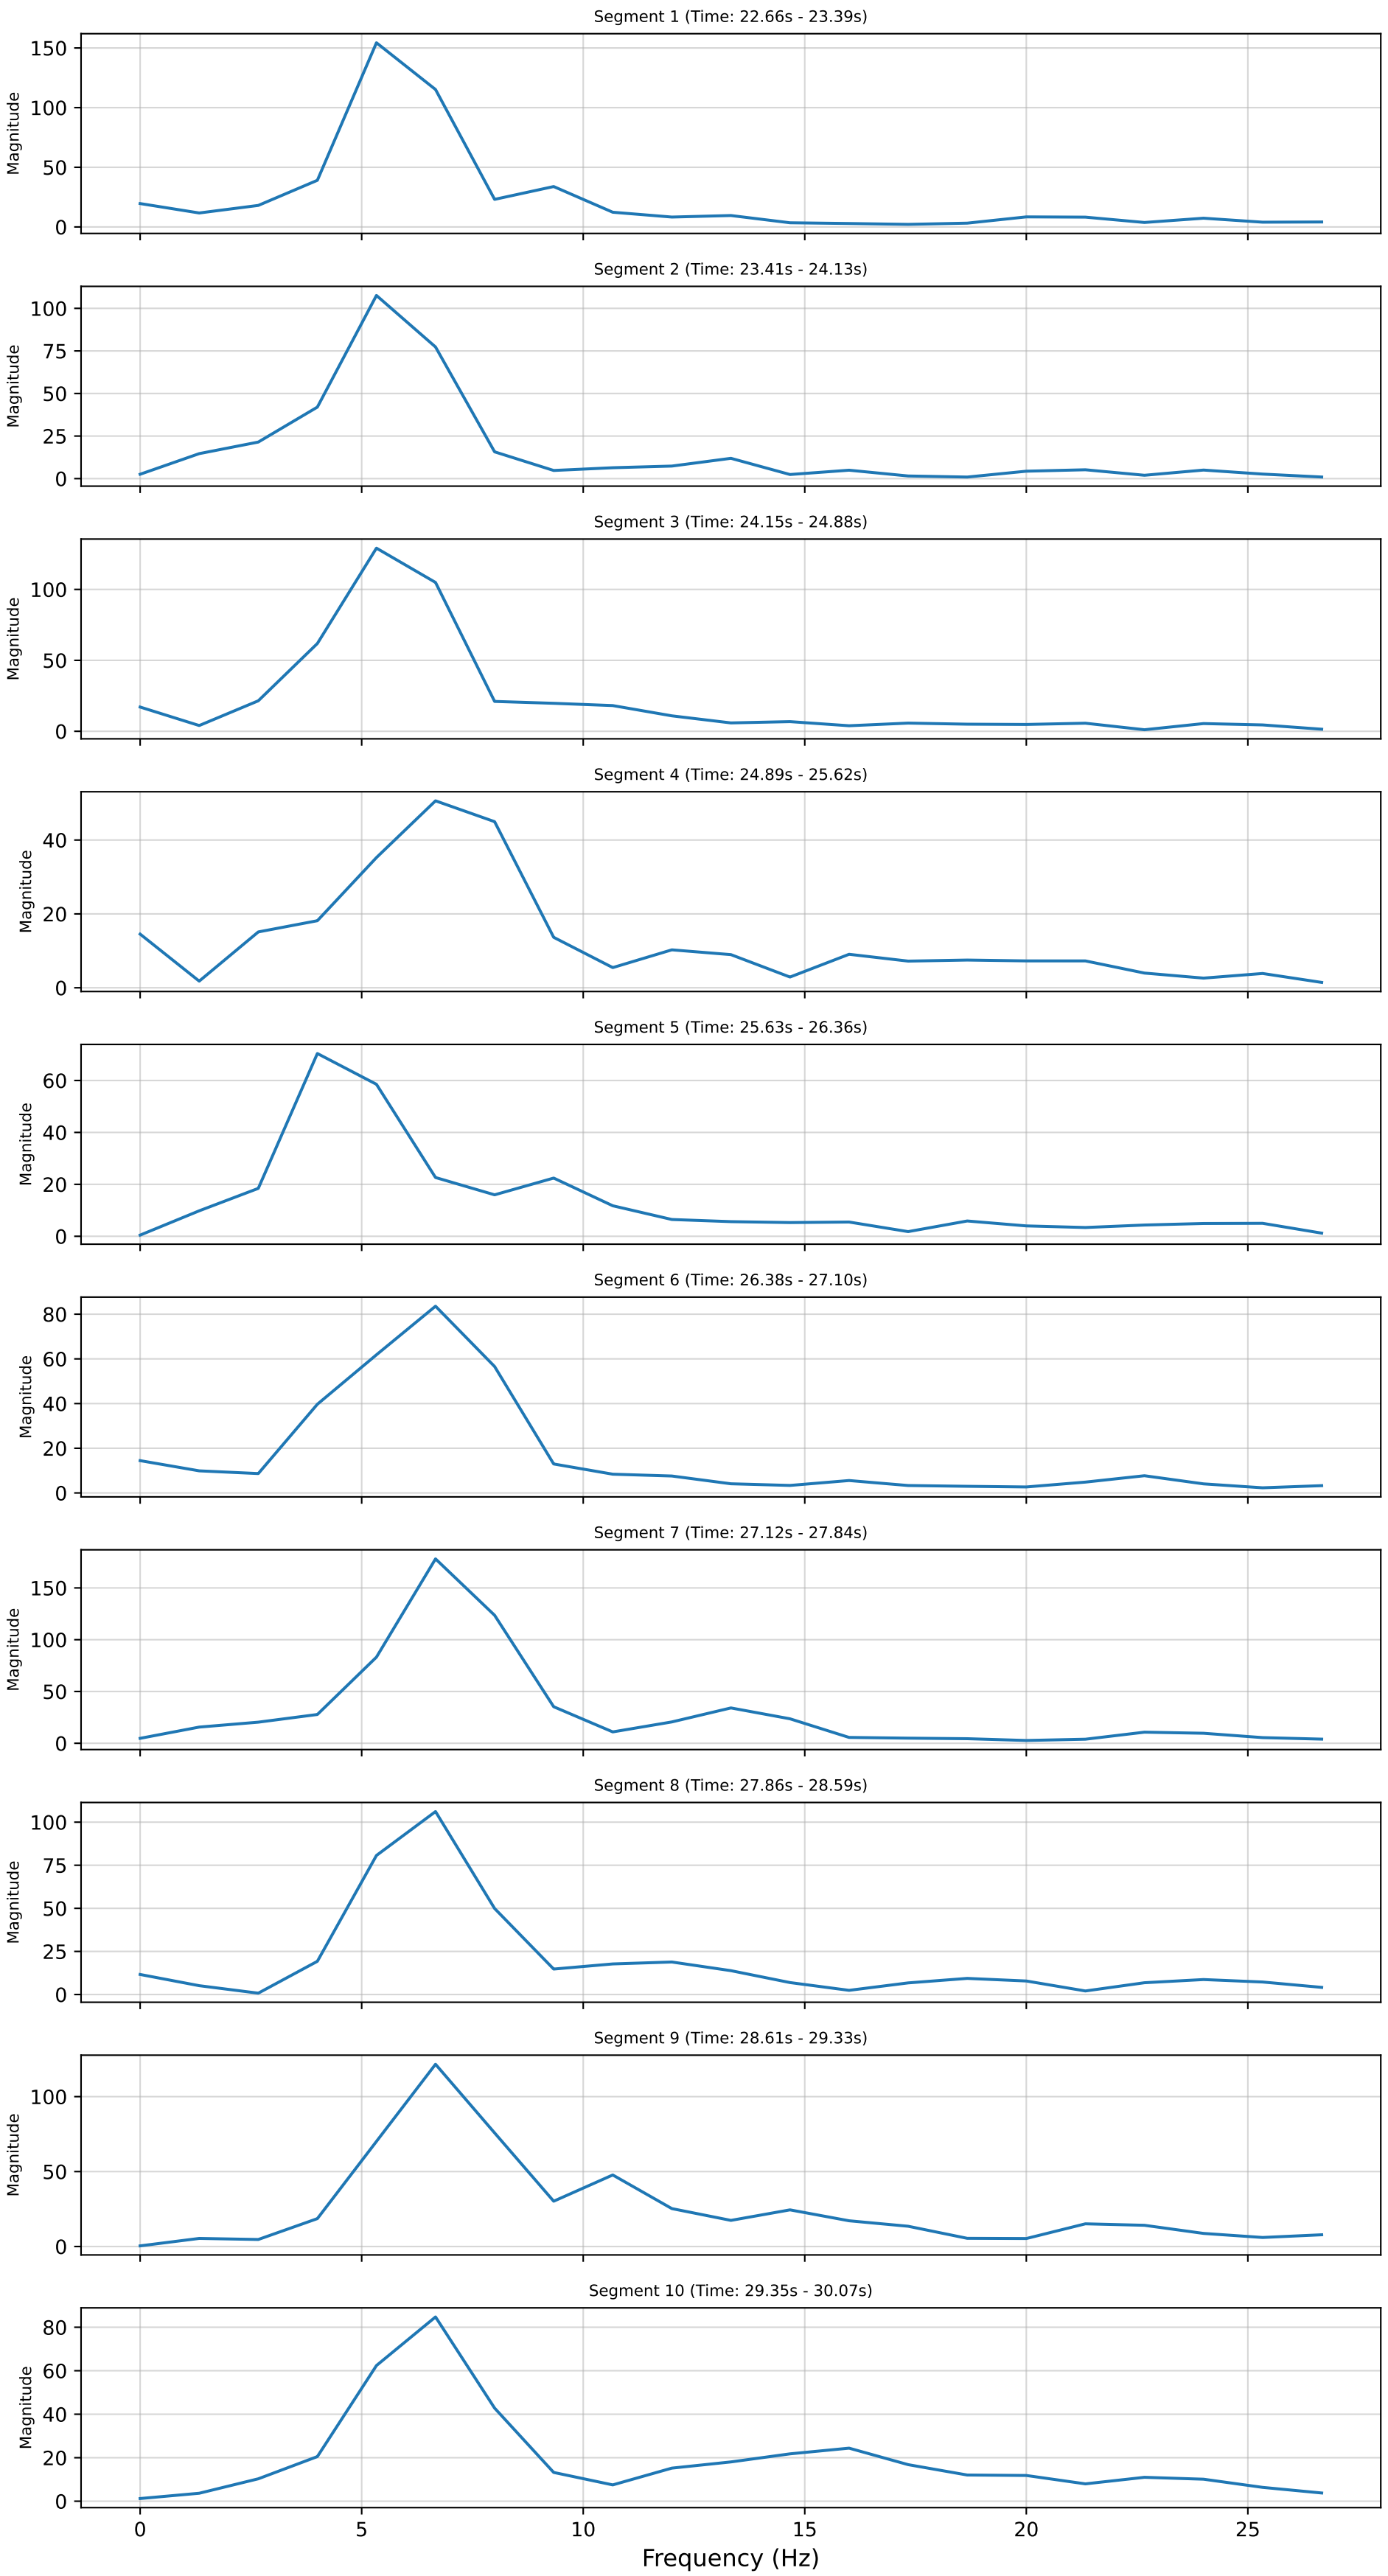 Segment 1 (Time: 22.66s - 23.39s)
150
100
50
0
Magnitude
Segment 2 (Time: 23.41s - 24.13s)
100
75
50
25
0
Magnitude
Segment 3 (Time: 24.15s - 24.88s)
100
50
0
Magnitude
Segment 4 (Time: 24.89s - 25.62s)
40
20
0
Magnitude
Segment 5 (Time: 25.63s - 26.36s)
60
40
20
0
Magnitude
Segment 6 (Time: 26.38s - 27.10s)
80
60
40
20
0
Magnitude
Segment 7 (Time: 27.12s - 27.84s)
150
100
50
0
Magnitude
Segment 8 (Time: 27.86s - 28.59s)
100
75
50
25
0
Magnitude
Segment 9 (Time: 28.61s - 29.33s)
100
50
0
Magnitude
Segment 10 (Time: 29.35s - 30.07s)
80
60
40
20
0
Magnitude
0 5 10 15 20 25
Frequency (Hz)